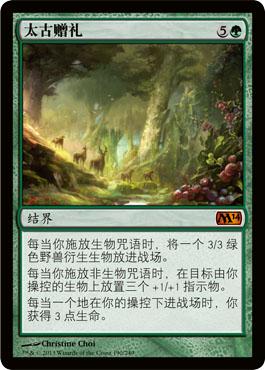 太古赠礼 5
结界 M14
每当你施放生物咒语时，将一个 3/3 绿
色野兽衍生生物放进战场。
每当你施放非生物咒语时，在目标由你
操控的生物上放置三个 +1/+1 指示物。
每当一个地在你的操控下进战场时，你
获得 3 点生命。
Christine Choi
™& © 2013 Wizards of the Coast 190/249